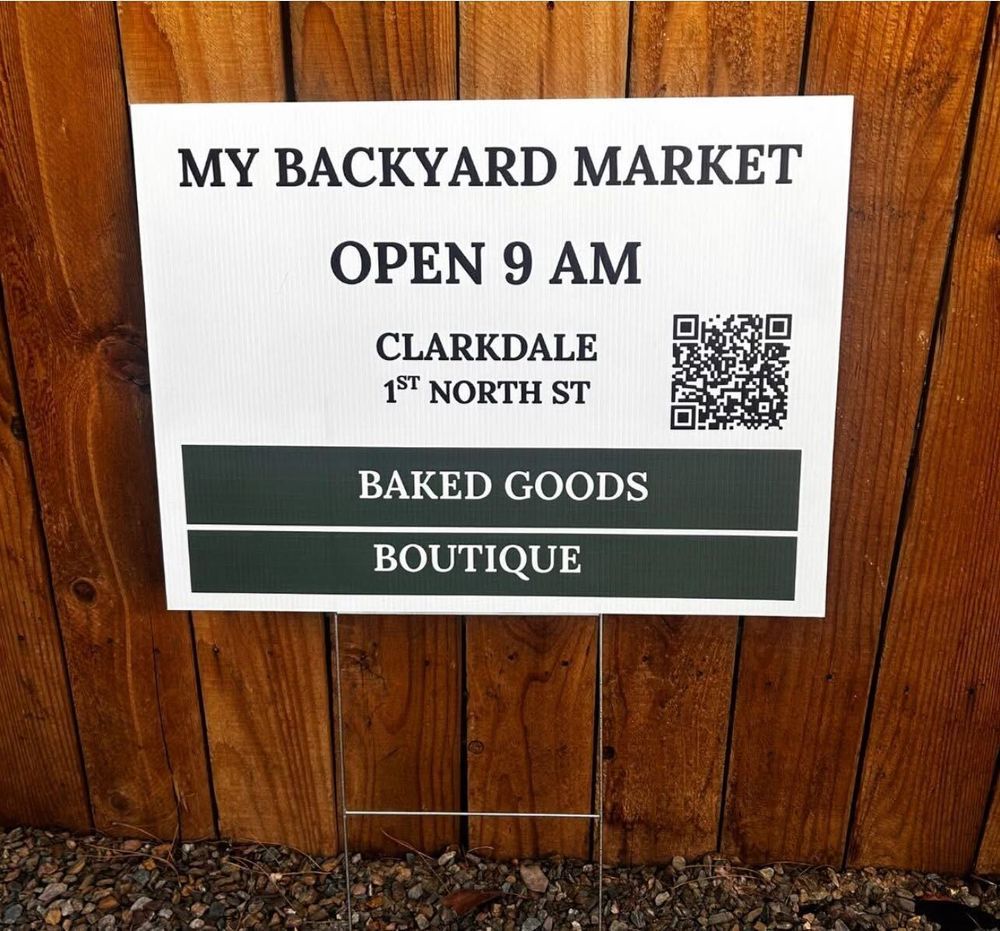 MY BACKYARD MARKET
OPEN 9 AM
CLARKDALE
1ST NORTH ST
BAKED GOODS
BOUTIQUE